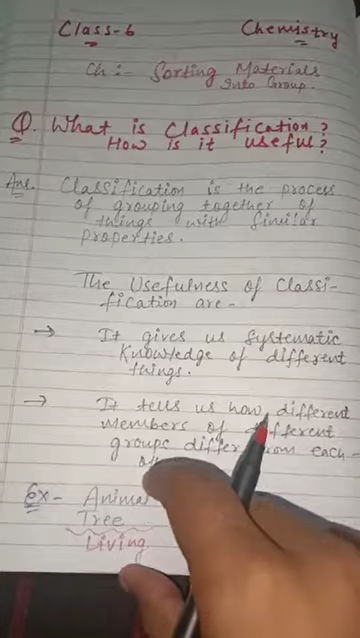 Class-6 Chemistry
Ch:- Sorting Materials
Into Group.
Q. What is Classification?
How is it useful?
Ans. Classification is the process
of grouping together of
things with Similar
Properties.
The Usefulness of Classi-
fication are -
→ It gives us Systematic
Knowledge of different
things.
→ It tells us how different
Members of different
groups differ from each-
Ex- Animal
Tree
Living